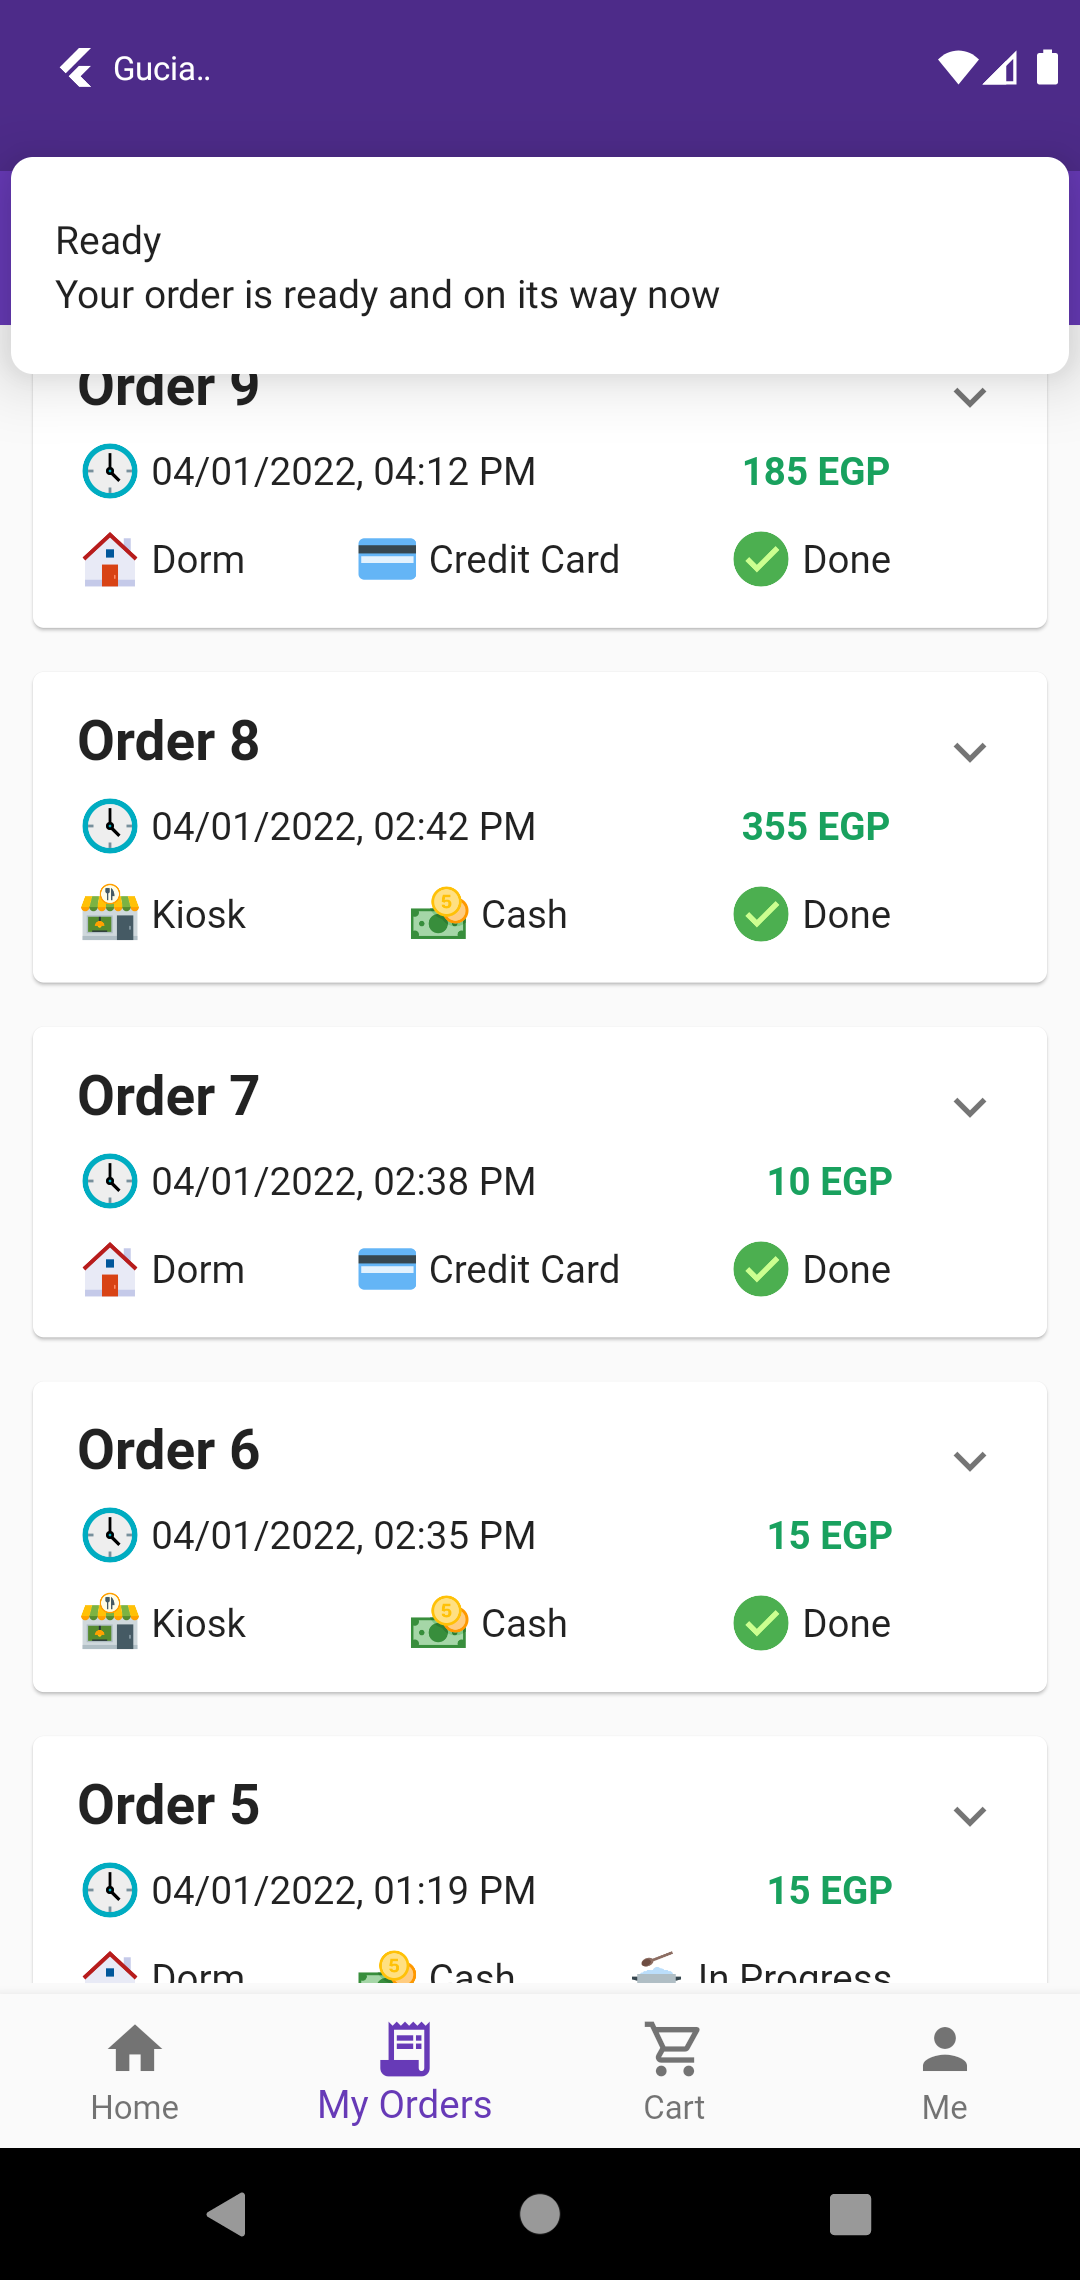 Gucia..
Ready
Your order is ready and on its way now
Order 9
04/01/2022, 04:12 PM 185 EGP
Dorm Credit Card Done
Order 8
04/01/2022, 02:42 PM 355 EGP
Kiosk Cash Done
Order 7
04/01/2022, 02:38 PM 10 EGP
Dorm Credit Card Done
Order 6
04/01/2022, 02:35 PM 15 EGP
Kiosk Cash Done
Order 5
04/01/2022, 01:19 PM 15 EGP
Dorm Cash In Progress
Home My Orders Cart Me